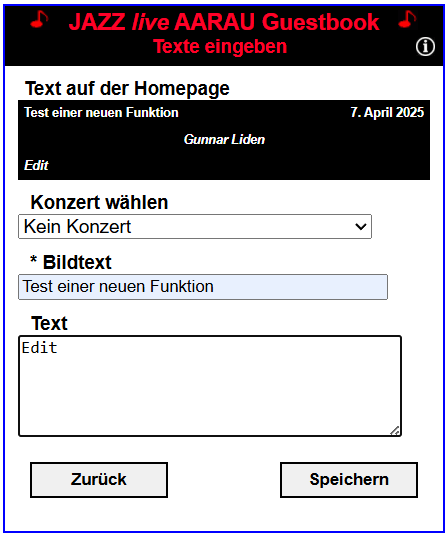 JAZZ live AARAU Guestbook
Texte eingeben
Text auf der Homepage
Test einer neuen Funktion 7. April 2025
Gunnar Liden
Edit
Konzert wählen
Kein Konzert
* Bildtext
Test einer neuen Funktion
Text
Edit
Zurück Speichern